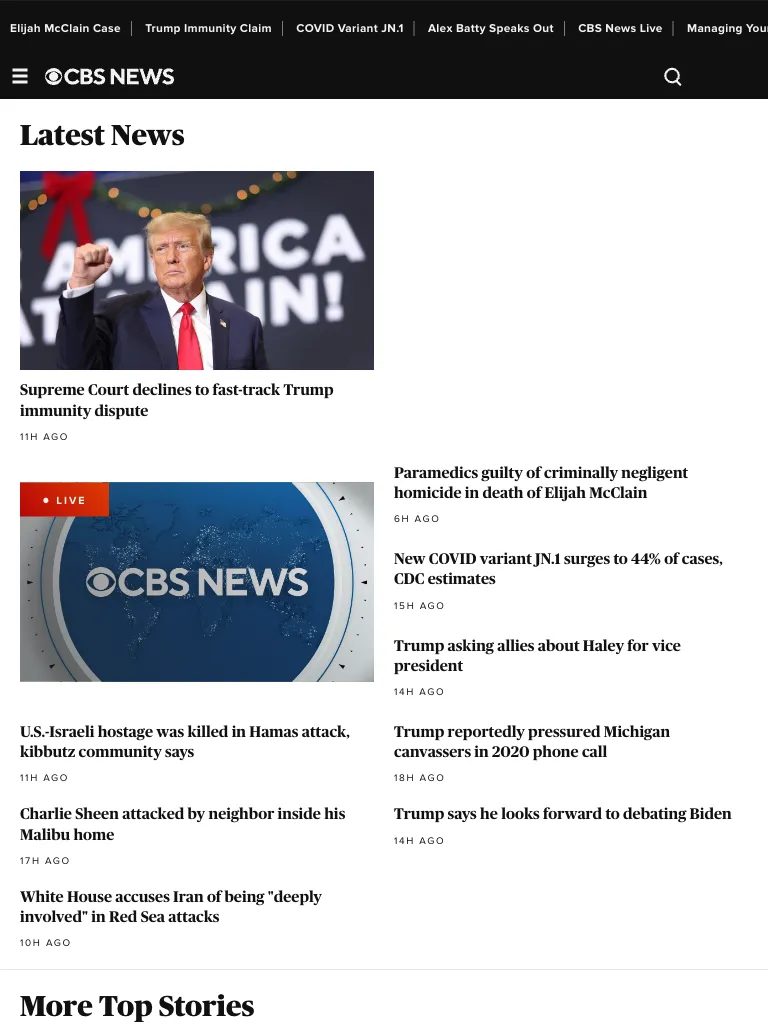 Elijah McClain Case
Trump Immunity Claim
COVID Variant JN.1
Alex Batty Speaks Out
CBS News Live
Managing You
CBS NEWS
Latest News
AMERICA
AT AGAIN!
Supreme Court declines to fast-track Trump
immunity dispute
11H AGO
LIVE
CBS NEWS
Paramedics guilty of criminally negligent
homicide in death of Elijah McClain
6H AGO
New COVID variant JN.1 surges to 44% of cases,
CDC estimates
15H AGO
Trump asking allies about Haley for vice
president
14H AGO
U.S.-Israeli hostage was killed in Hamas attack,
kibbutz community says
11H AGO
Trump reportedly pressured Michigan
canvassers in 2020 phone call
18H AGO
Charlie Sheen attacked by neighbor inside his
Malibu home
17H AGO
Trump says he looks forward to debating Biden
14H AGO
White House accuses Iran of being "deeply
involved" in Red Sea attacks
10H AGO
More Top Stories